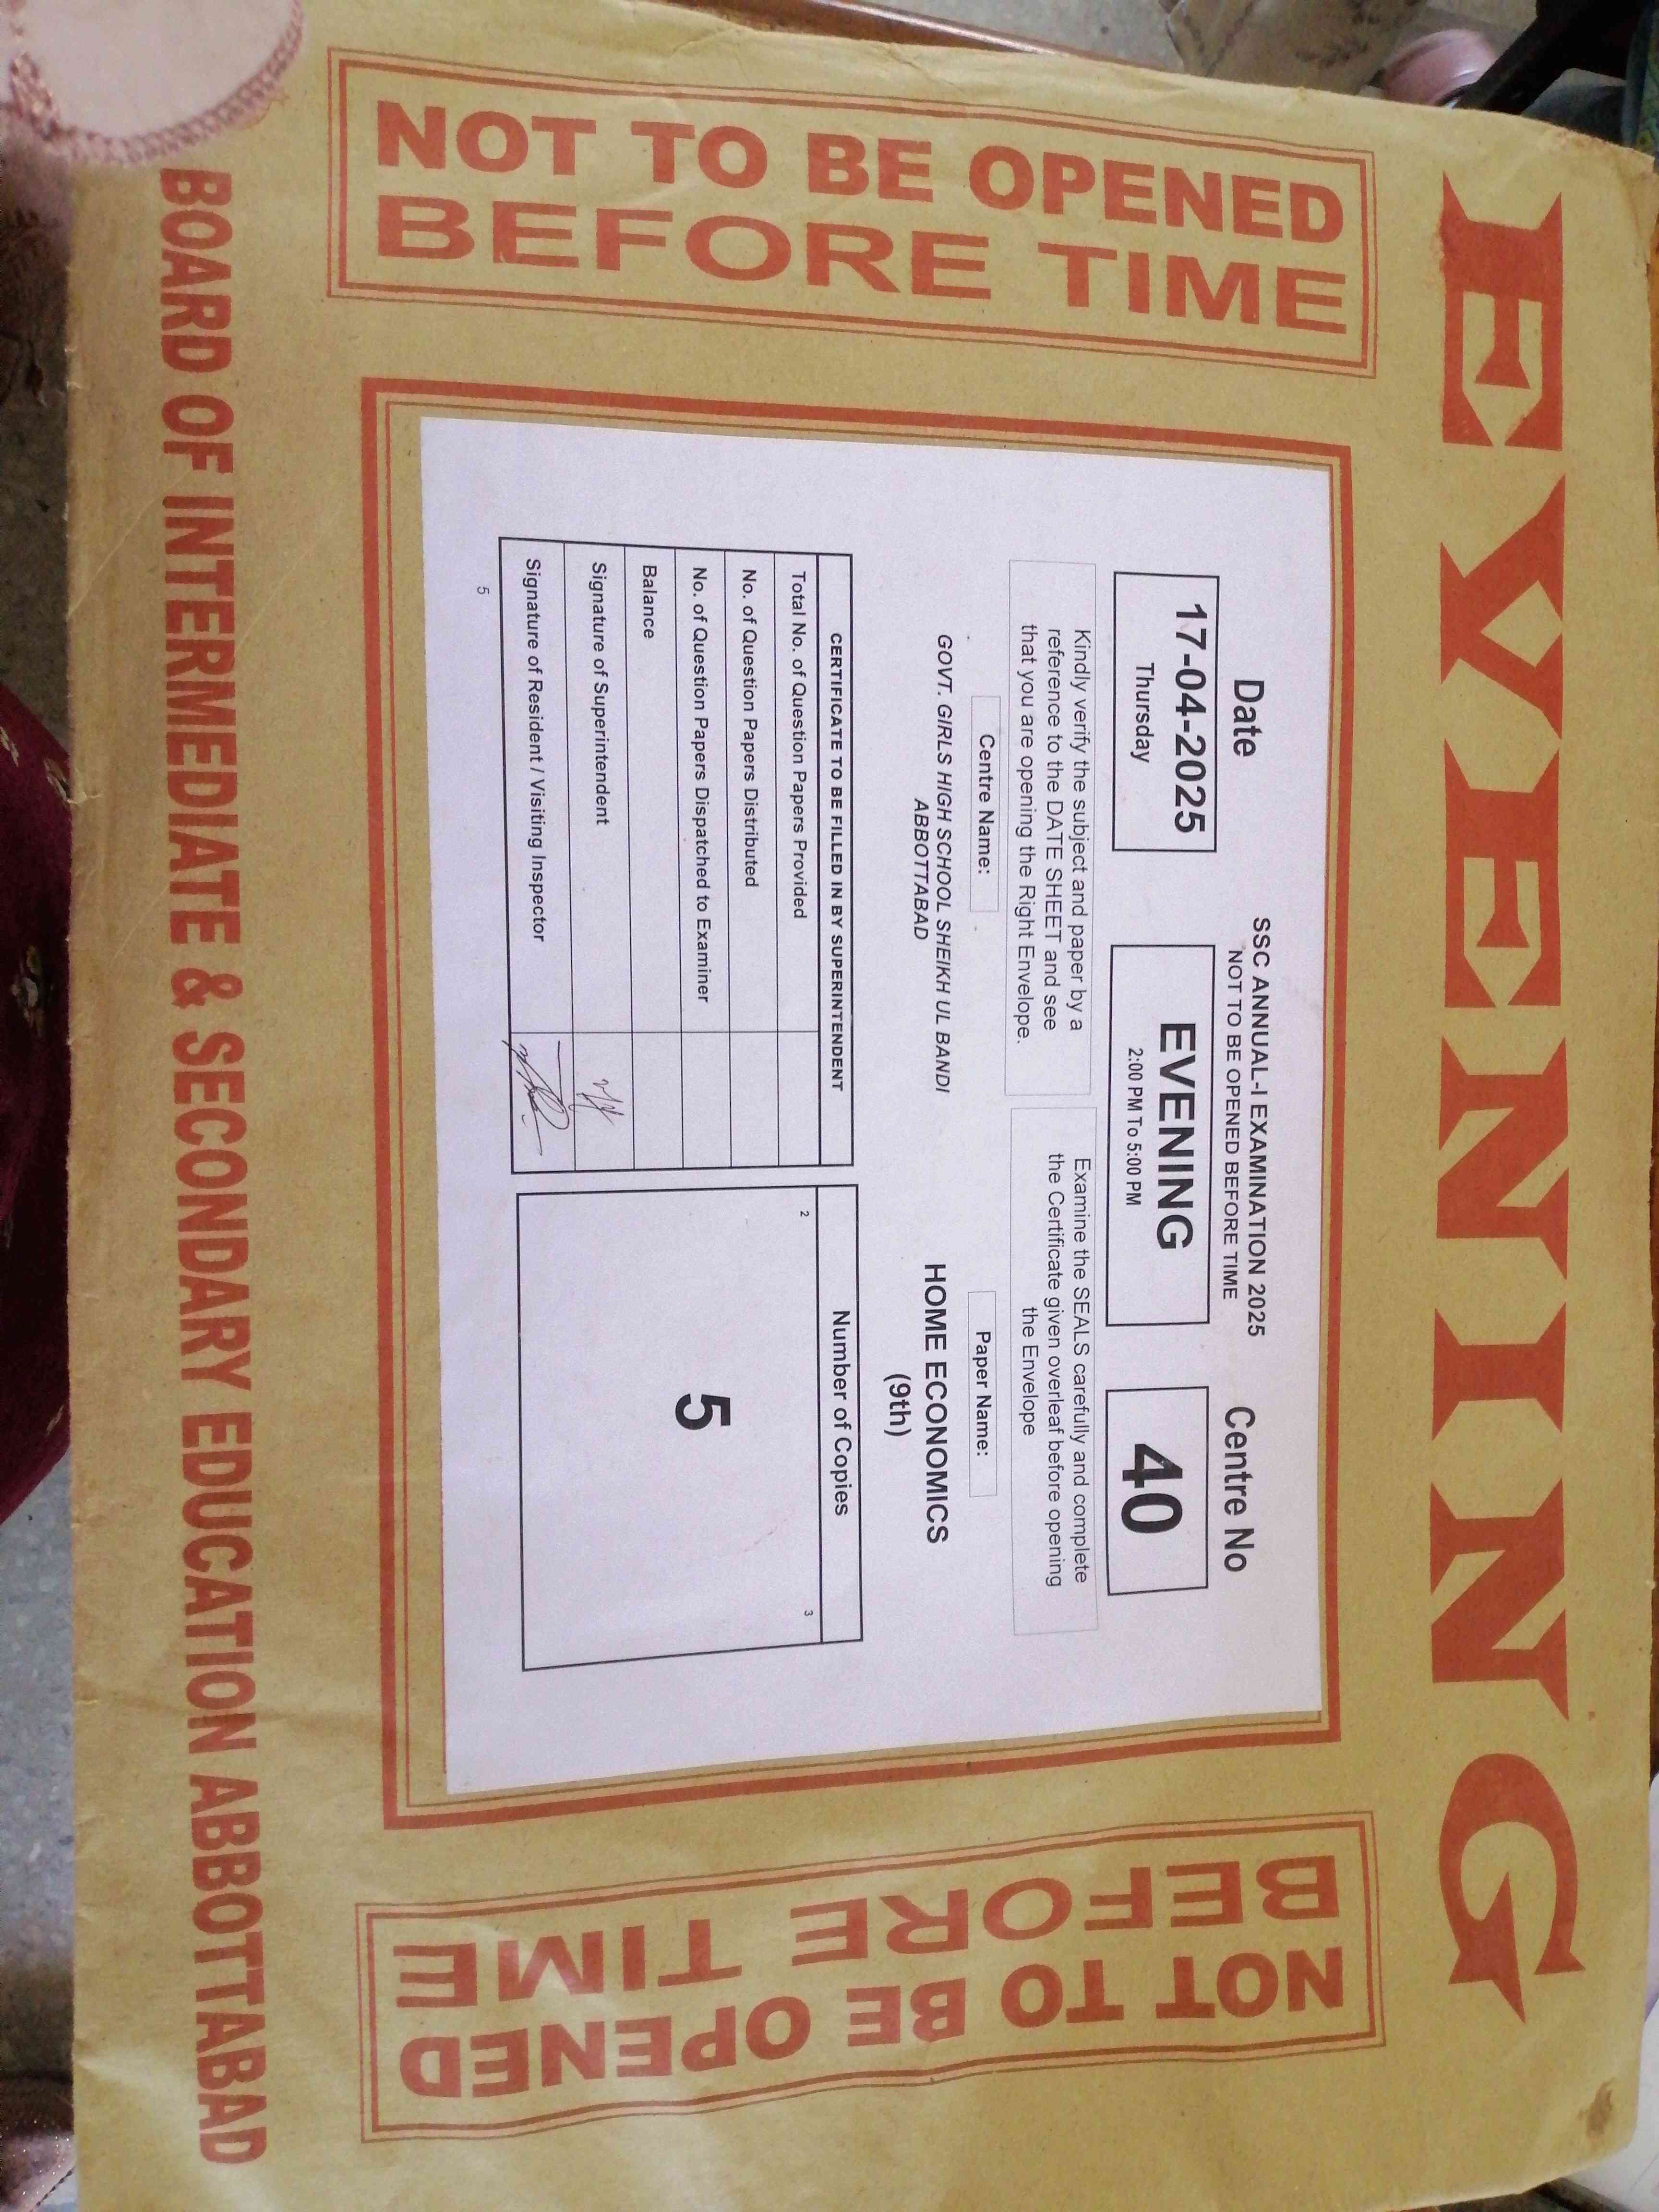 EVENING
NOT TO BE OPENED
BEFORE TIME
SSC ANNUAL-I EXAMINATION 2025
NOT TO BE OPENED BEFORE TIME
Date
17-04-2025
Thursday
EVENING
2:00 PM To 5:00 PM
Centre No
40
Kindly verify the subject and paper by a
reference to the DATE SHEET and see
that you are opening the Right Envelope.
Examine the SEALS carefully and complete
the Certificate given overleaf before opening
the Envelope
Centre Name:
GOVT. GIRLS HIGH SCHOOL SHEIKH UL BANDI
ABBOTTABAD
Paper Name:
HOME ECONOMICS
(9th)
CERTIFICATE TO BE FILLED IN BY SUPERINTENDENT
Total No. of Question Papers Provided
No. of Question Papers Distributed
No. of Question Papers Dispatched to Examiner
Balance
Signature of Superintendent
Signature of Resident / Visiting Inspector
Number of Copies
2
3
5
5
NOT TO BE OPENED
BEFORE TIME
BOARD OF INTERMEDIATE & SECONDARY EDUCATION ABBOTTABAD